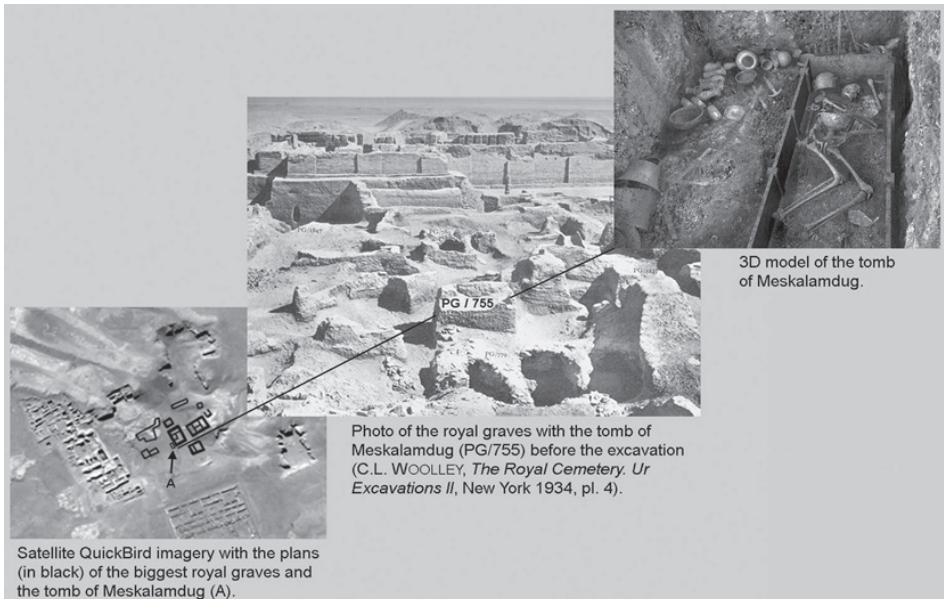 3D model of the tomb
of Meskalamdug.
PG / 755
Photo of the royal graves with the tomb of
Meskalamdug (PG/755) before the excavation
(C.L. WOOLLEY, The Royal Cemetery. Ur
Excavations II, New York 1934, pl. 4).
A
Satellite QuickBird imagery with the plans
(in black) of the biggest royal graves and
the tomb of Meskalamdug (A).